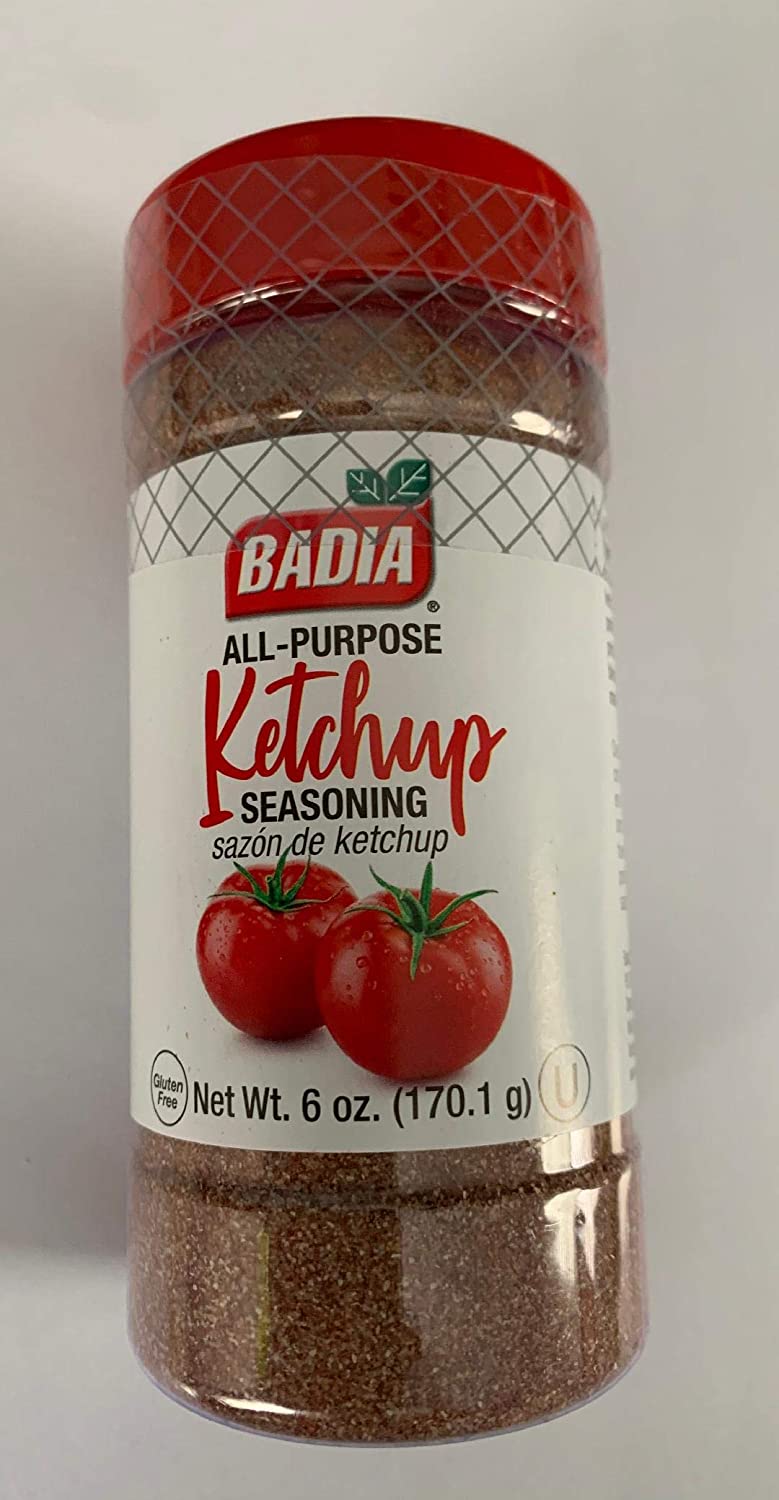 BADIA
®
ALL-PURPOSE
Ketchup
SEASONING
sazón de ketchup
Gluten
Free
Net Wt. 6 oz. (170.1 g)
U